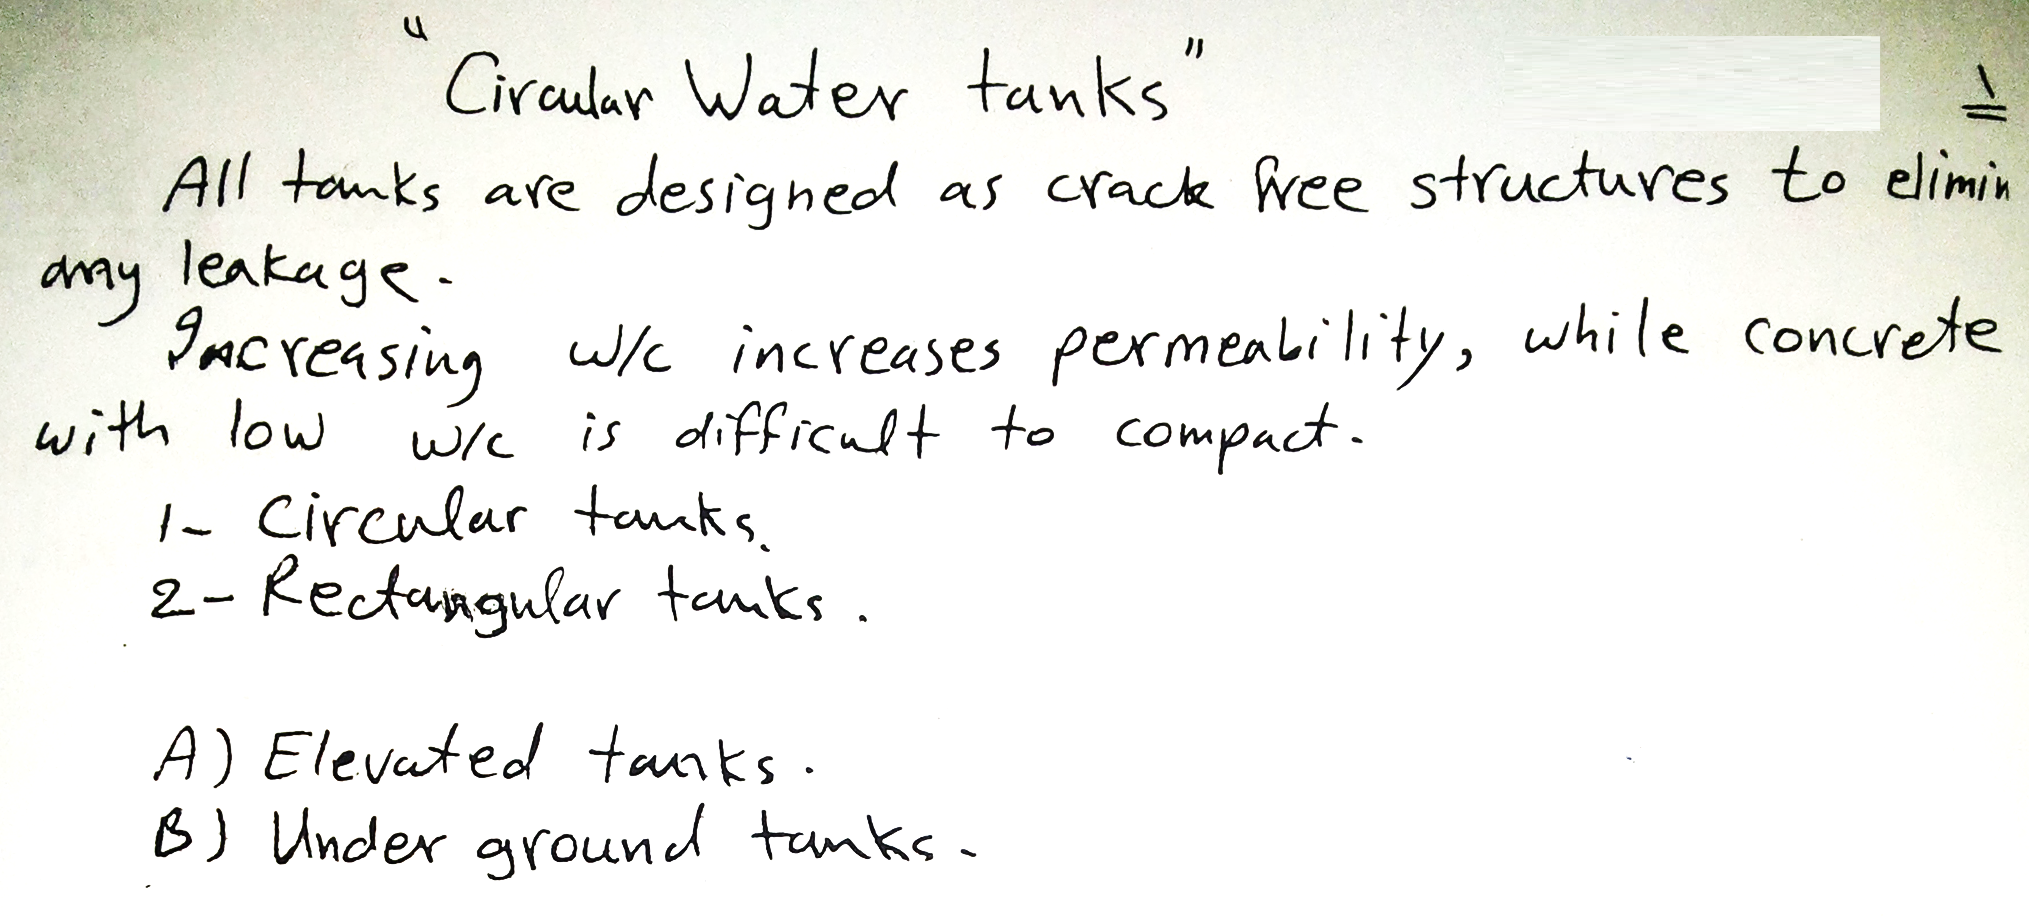 "Circular Water tanks"
١
All tanks are designed as crack free structures to elimin
any leakage.
Increasing w/c increases permeability, while concrete
with low w/c is difficult to compact.
1- Circular tanks.
2- Rectangular tanks.
A) Elevated tanks.
B) Under ground tanks.